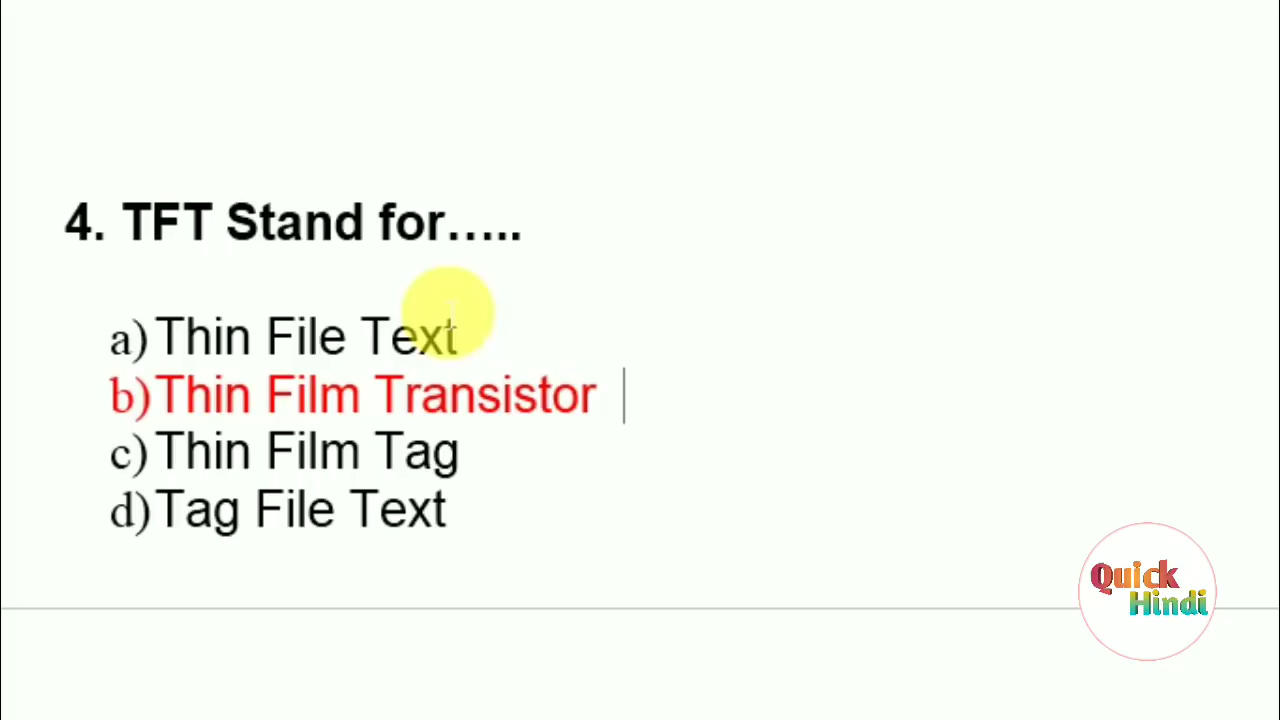 4. TFT Stand for…..
a) Thin File Text
b) Thin Film Transistor
c) Thin Film Tag
d) Tag File Text
Quick
Hindi